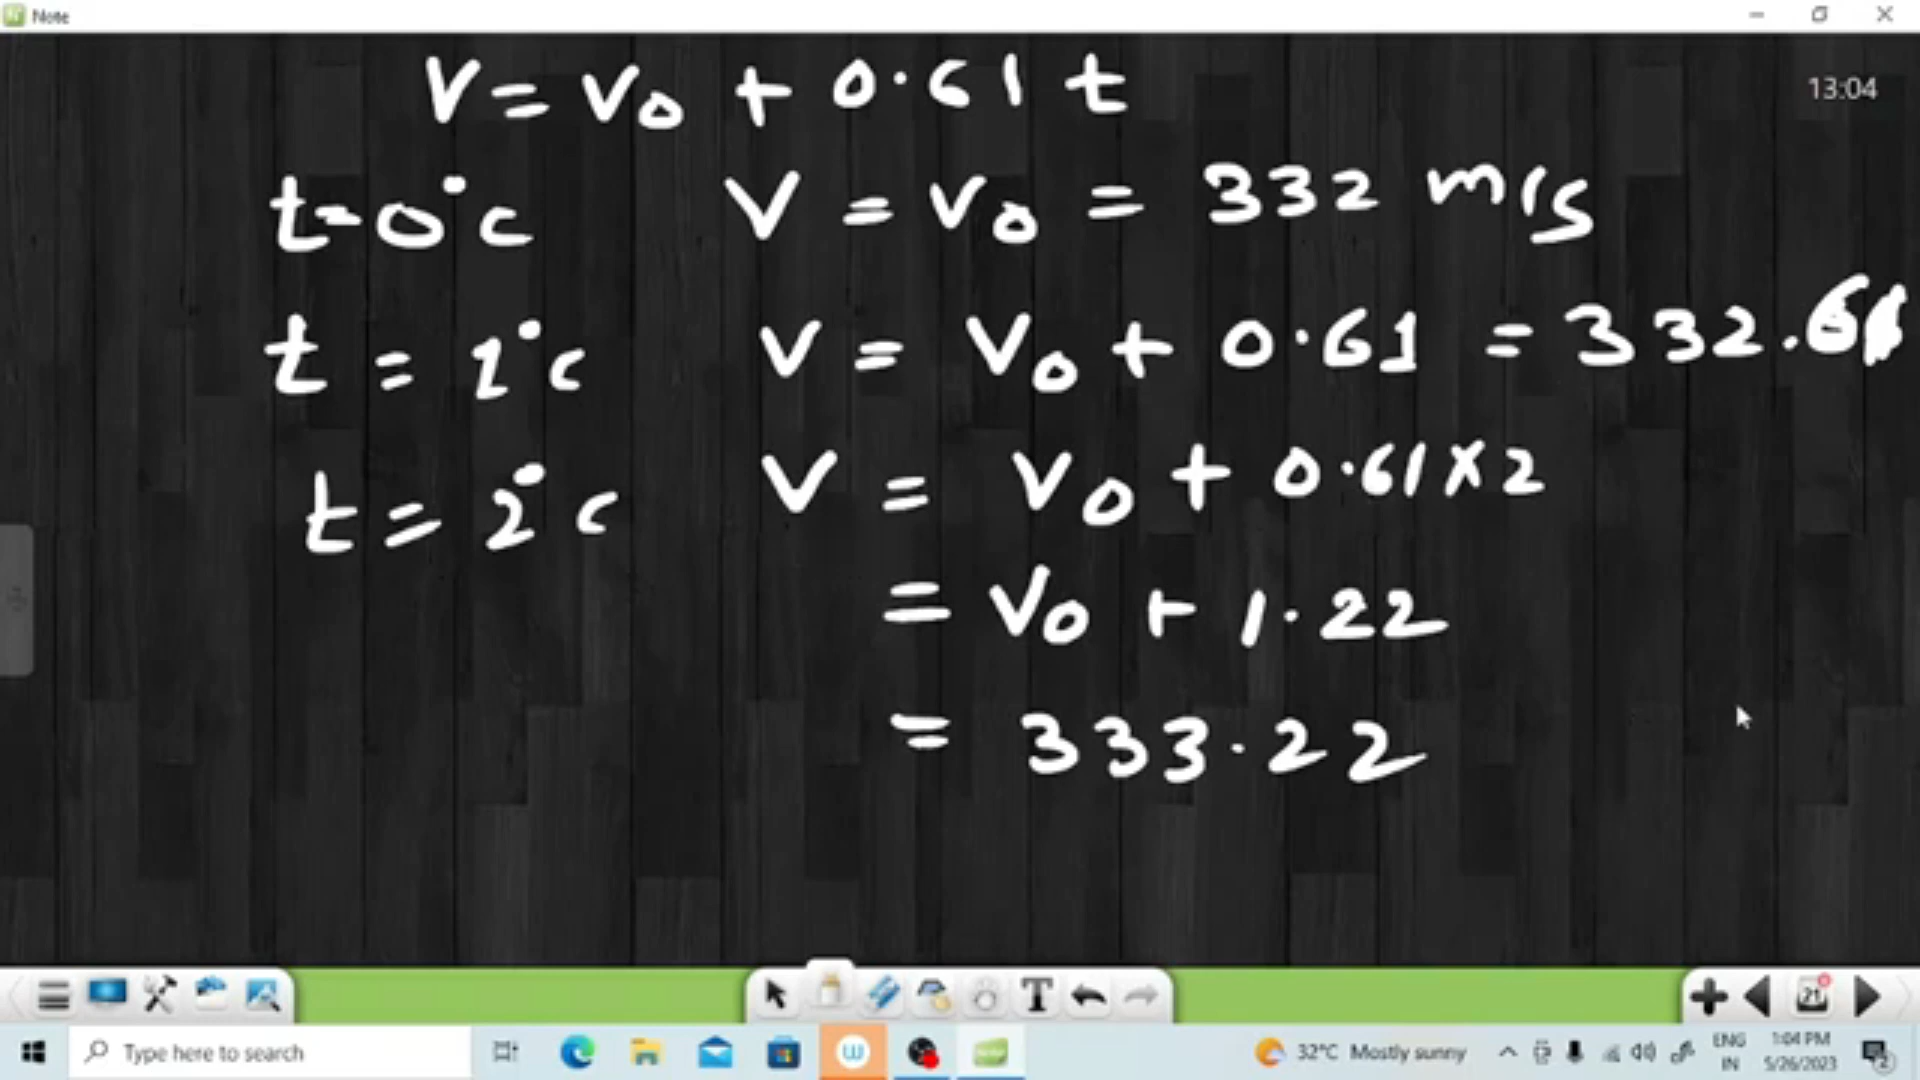 Note
13:04
V = V0 + 0.61 t
t=0°c V = V0 = 332 m/s
t = 1°c V = V0 + 0.61 = 332.61
t = 2°c V = V0 + 0.61×2
= V0 + 1.22
= 333.22
T
21
Type here to search
32°C Mostly sunny
ENG
IN
1:04 PM
5/26/2023
2